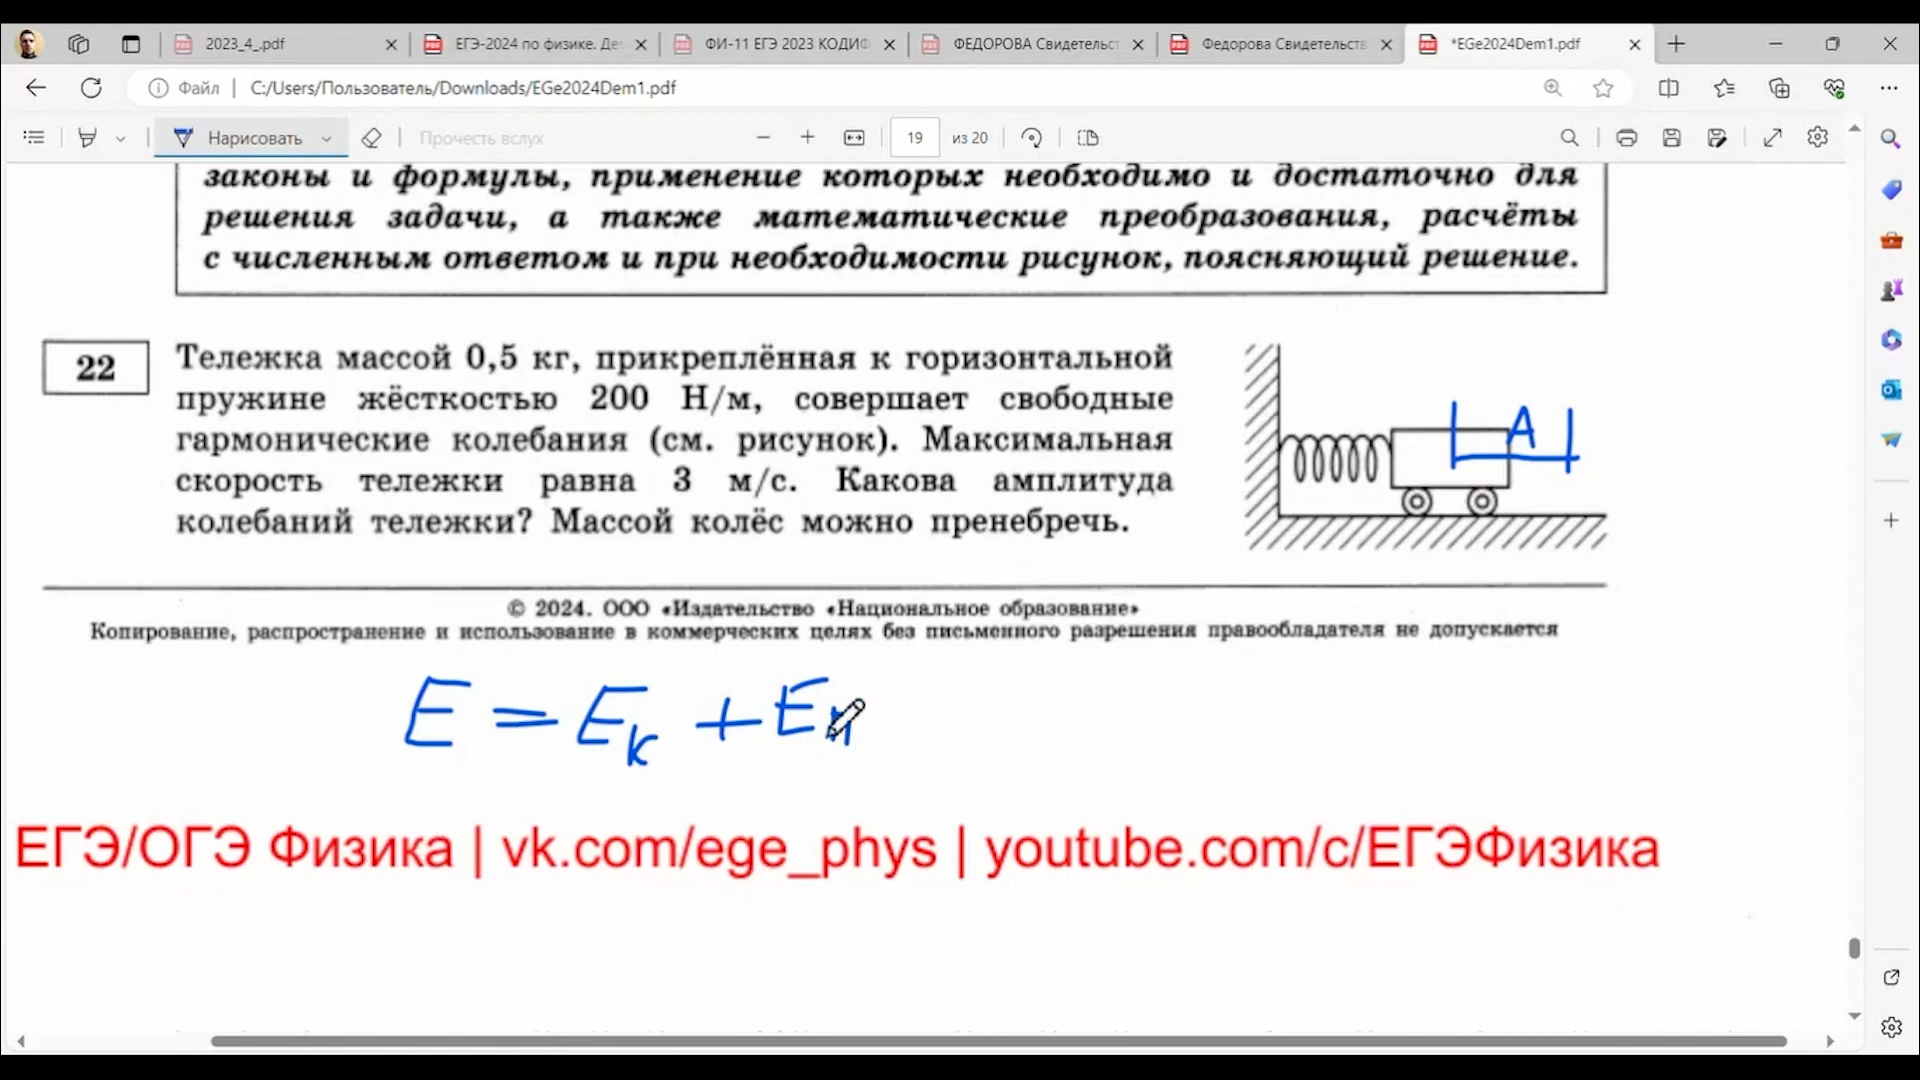 2023_4_.pdf
ЕГЭ-2024 по физике. Де
ФИ-11 ЕГЭ 2023 КОДИФ
ФЕДОРОВА Свидетельст
Федорова Свидетельств
*EGe2024Dem1.pdf
Файл
C:/Users/Пользователь/Downloads/EGe2024Dem1.pdf
Нарисовать
Прочесть вслух
19 из 20
законы и формулы, применение которых необходимо и достаточно для
решения задачи, а также математические преобразования, расчёты
с численным ответом и при необходимости рисунок, поясняющий решение.
22
Тележка массой 0,5 кг, прикреплённая к горизонтальной
пружине жёсткостью 200 Н/м, совершает свободные
гармонические колебания (см. рисунок). Максимальная
скорость тележки равна 3 м/с. Какова амплитуда
колебаний тележки? Массой колёс можно пренебречь.
A
© 2024. ООО «Издательство «Национальное образование»
Копирование, распространение и использование в коммерческих целях без письменного разрешения правообладателя не допускается
E = Eк + Eп
ЕГЭ/ОГЭ Физика | vk.com/ege_phys | youtube.com/c/ЕГЭФизика